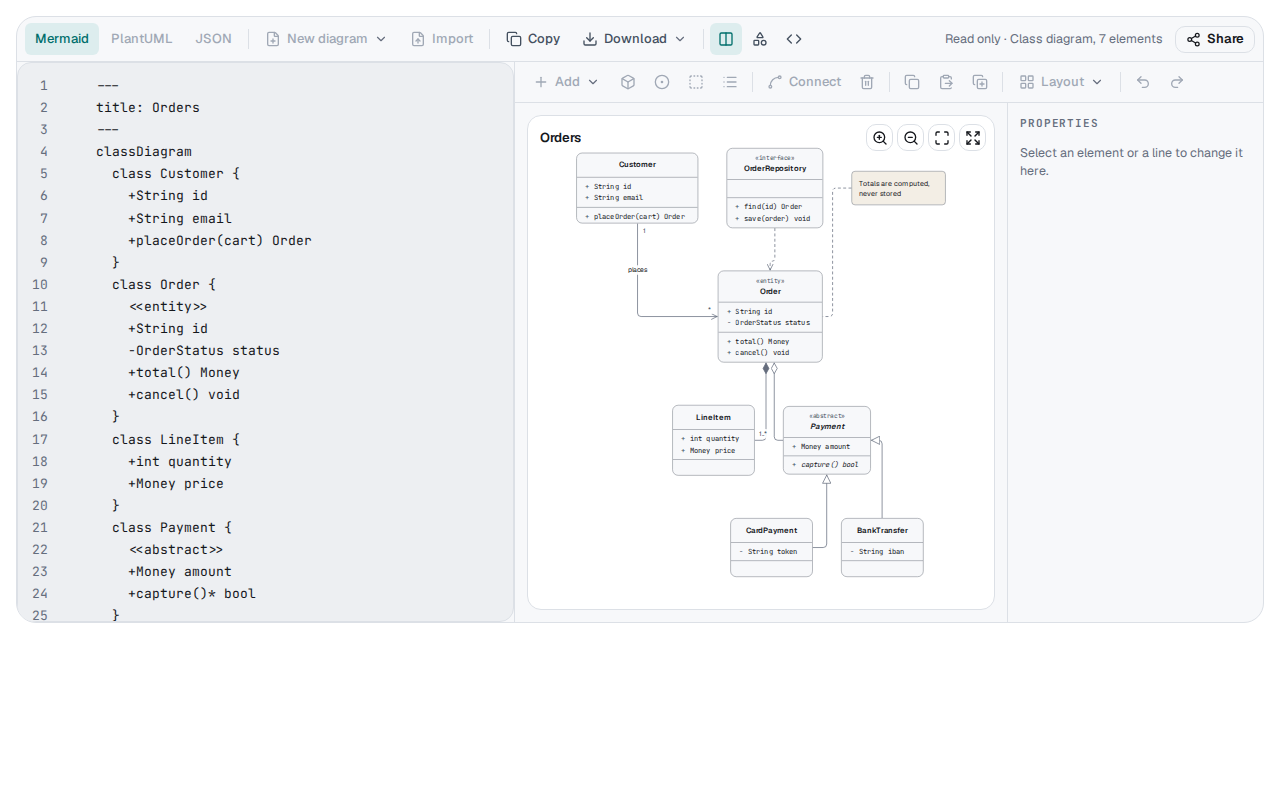 Mermaid PlantUML JSON New diagram Import Copy Download Read only · Class diagram, 7 elements Share
1 ---
2 title: Orders
3 ---
4 classDiagram
5 class Customer {
6 +String id
7 +String email
8 +placeOrder(cart) Order
9 }
10 class Order {
11 <<entity>>
12 +String id
13 -OrderStatus status
14 +total() Money
15 +cancel() void
16 }
17 class LineItem {
18 +int quantity
19 +Money price
20 }
21 class Payment {
22 <<abstract>>
23 +Money amount
24 +capture()* bool
25 }
Add Connect Layout
Orders
Customer
+ String id
+ String email
+ placeOrder(cart) Order
«interface»
OrderRepository
+ find(id) Order
+ save(order) void
Totals are computed,
never stored
1
places
*
«entity»
Order
+ String id
- OrderStatus status
+ total() Money
+ cancel() void
LineItem
+ int quantity
+ Money price
1..*
«abstract»
Payment
+ Money amount
+ capture() bool
CardPayment
- String token
BankTransfer
- String iban
PROPERTIES
Select an element or a line to change it
here.